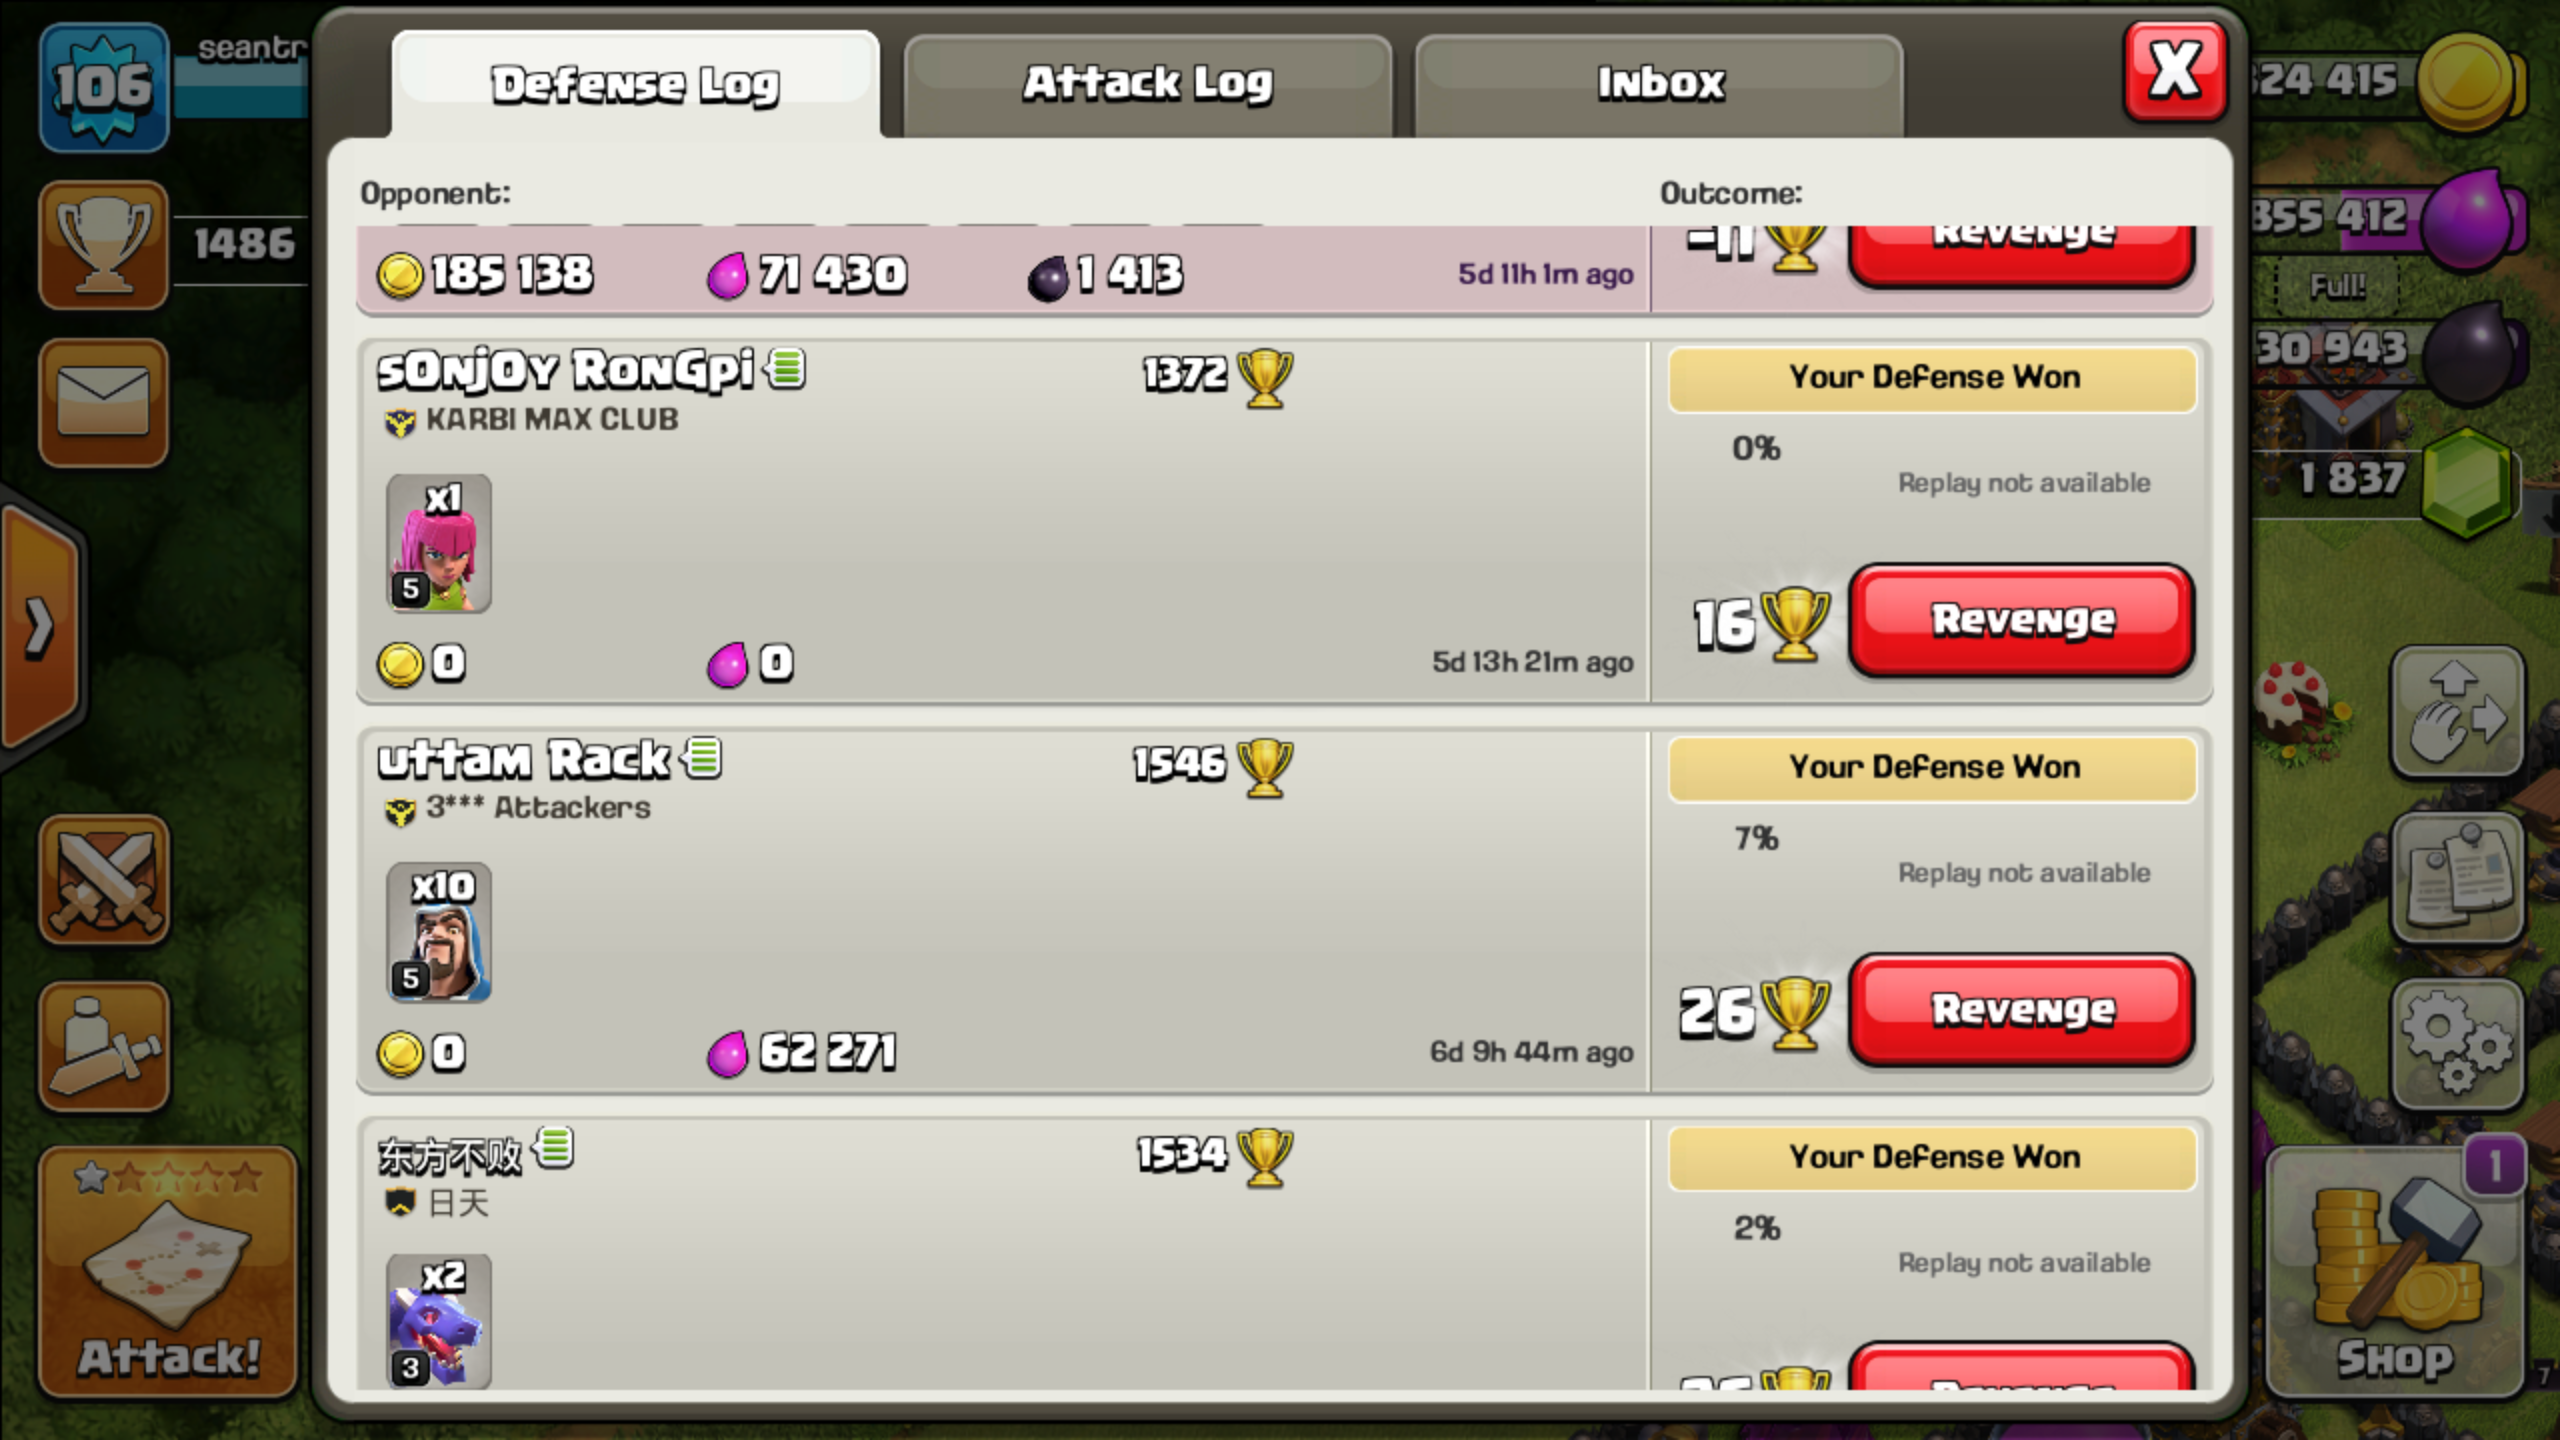 106
seantr
1486
Defense Log
Attack Log
Inbox
X
24 415
355 412
Full!
30 943
1 837
Opponent:
Outcome:
185 138
71 430
1 413
5d 11h 1m ago
-11
Revenge
sOnjOy RonGpi
1372
KARBI MAX CLUB
x1
5
0
0
5d 13h 21m ago
Your Defense Won
0%
Replay not available
16
Revenge
uttam Rack
1546
3*** Attackers
x10
5
0
62 271
6d 9h 44m ago
Your Defense Won
7%
Replay not available
26
Revenge
东方不败
1534
日天
x2
3
Your Defense Won
2%
Replay not available
Attack!
1
Shop
7